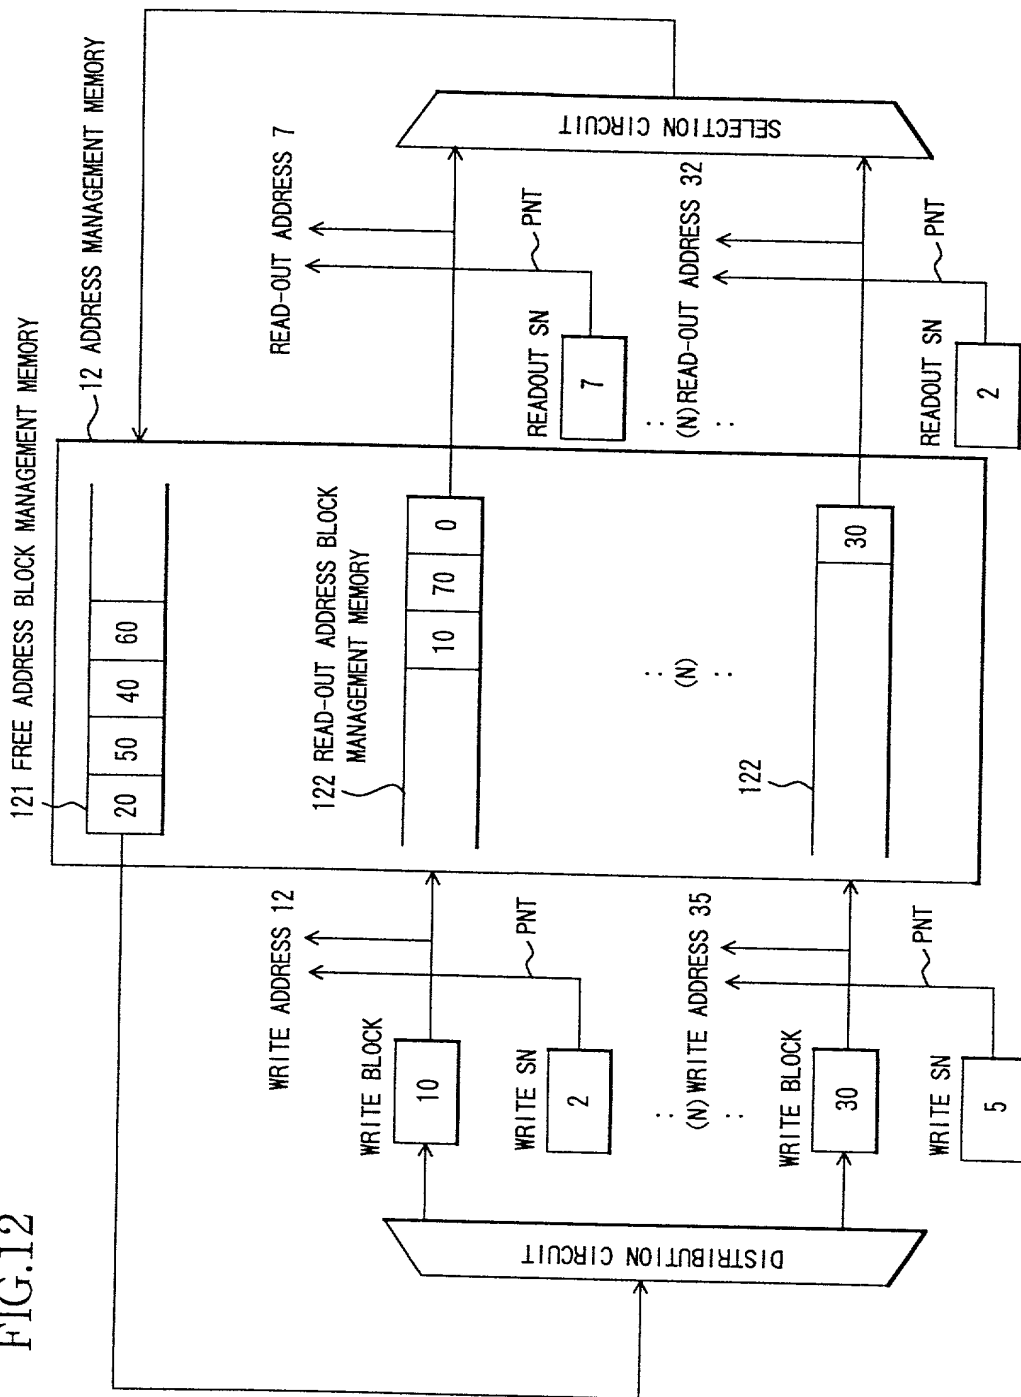 FIG.12
121 FREE ADDRESS BLOCK MANAGEMENT MEMORY
12 ADDRESS MANAGEMENT MEMORY
20
50
40
60
WRITE ADDRESS 12
WRITE BLOCK
10
PNT
WRITE SN
2
122 READ-OUT ADDRESS BLOCK
MANAGEMENT MEMORY
10
70
0
READ-OUT ADDRESS 7
PNT
READOUT SN
7
DISTRIBUTION CIRCUIT
SELECTION CIRCUIT
(N)WRITE ADDRESS 35
WRITE BLOCK
30
PNT
WRITE SN
5
(N)
122
30
(N)READ-OUT ADDRESS 32
PNT
READOUT SN
2